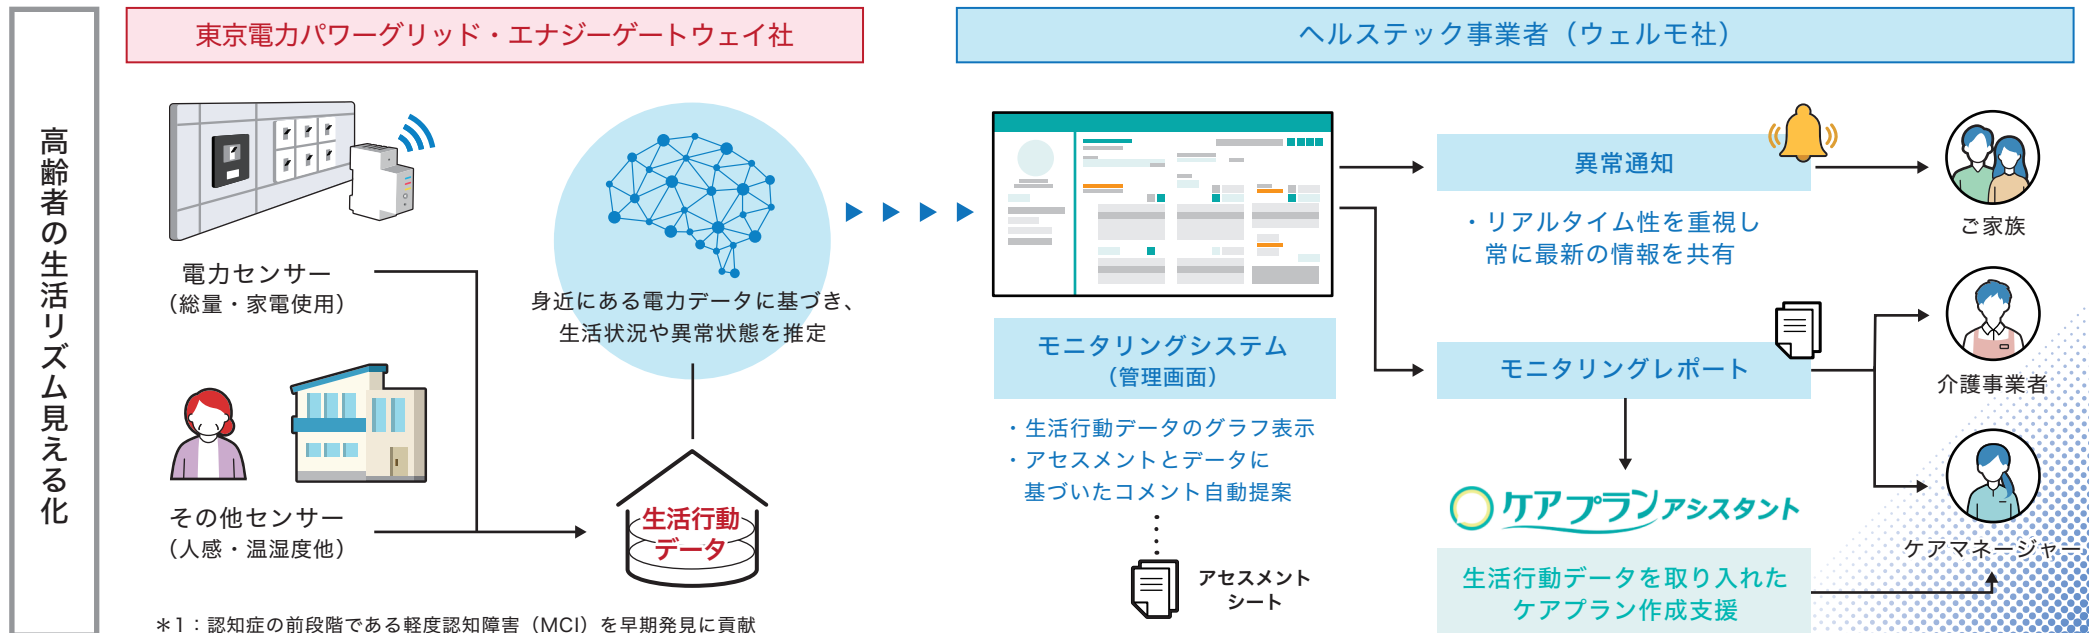 高齢者の生活リズム見える化
東京電力パワーグリッド・エナジーゲートウェイ社
電力センサー
（総量・家電使用）
その他センサー
（人感・温湿度他）
身近にある電力データに基づき、
生活状況や異常状態を推定
生活行動
データ
＊1：認知症の前段階である軽度認知障害（MCI）を早期発見に貢献
ヘルステック事業者（ウェルモ社）
モニタリングシステム
（管理画面）
・生活行動データのグラフ表示
・アセスメントとデータに
基づいたコメント自動提案
アセスメント
シート
異常通知
・リアルタイム性を重視し
常に最新の情報を共有
モニタリングレポート
ケアプランアシスタント
生活行動データを取り入れた
ケアプラン作成支援
ご家族
介護事業者
ケアマネージャー